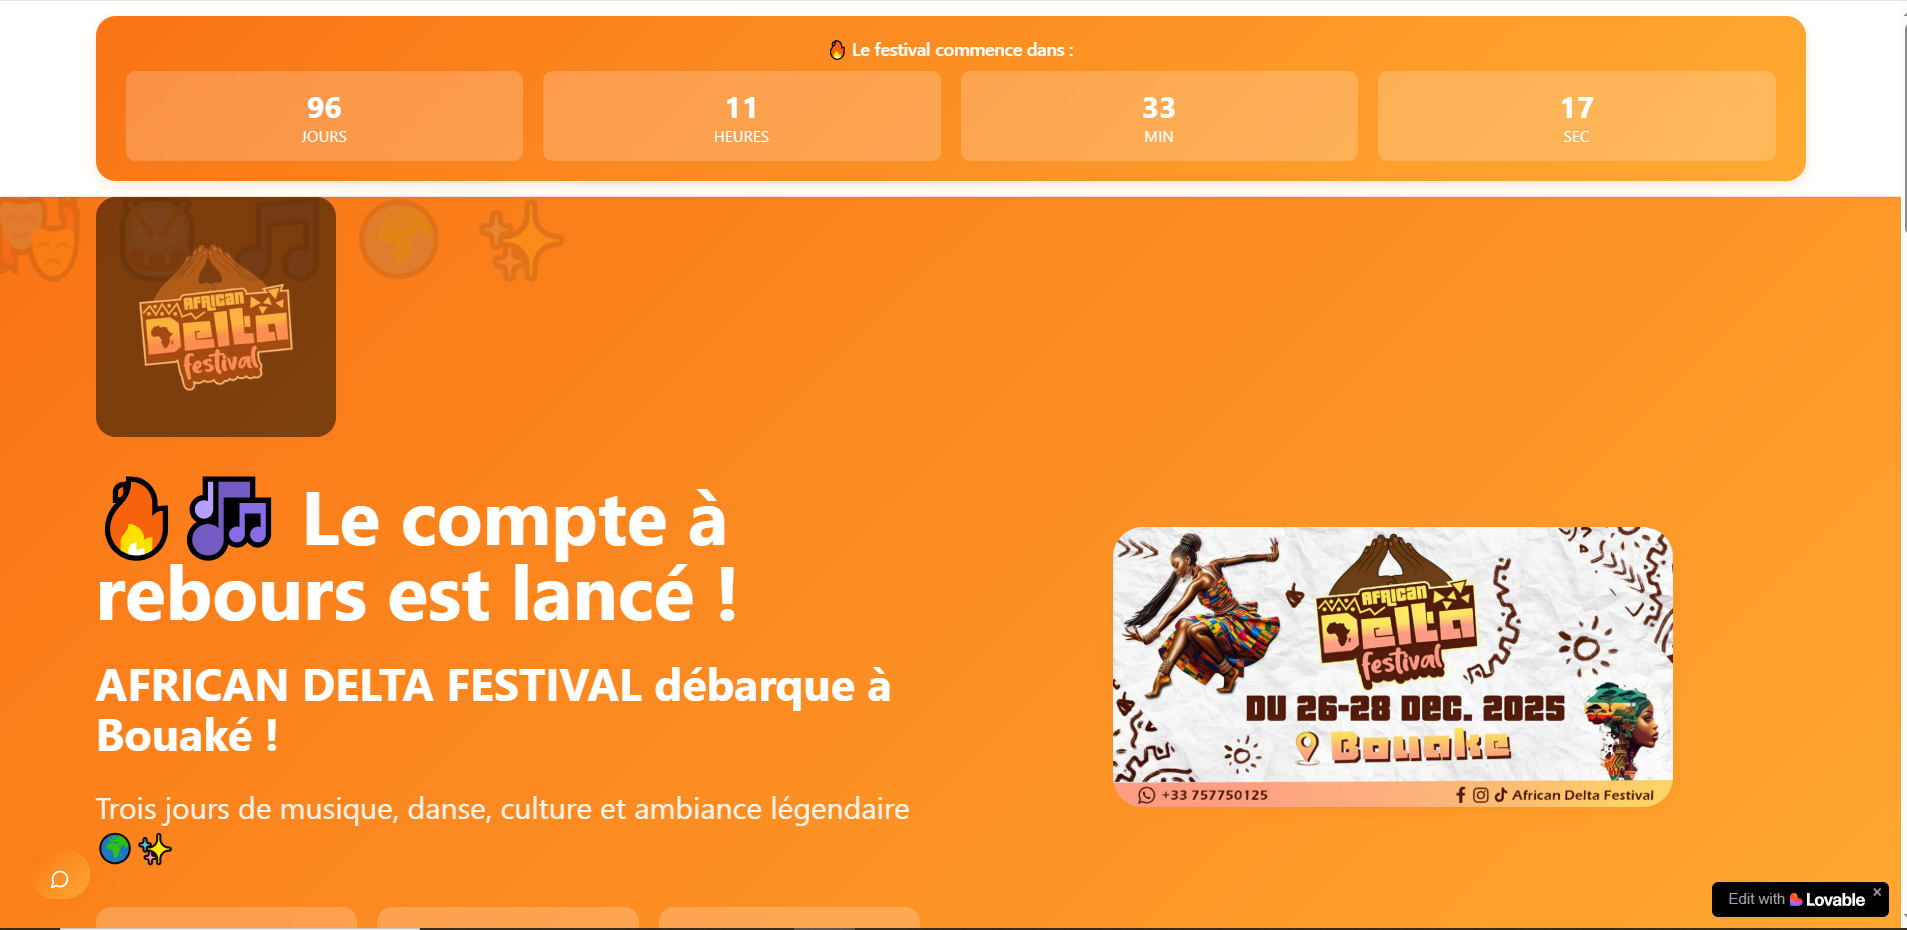 🔥 Le festival commence dans :
96
JOURS
11
HEURES
33
MIN
17
SEC
AFRICAN
Delta
festival
🔥🎶 Le compte à
rebours est lancé !
AFRICAN DELTA FESTIVAL débarque à
Bouaké !
Trois jours de musique, danse, culture et ambiance légendaire
🌍✨
AFRICAN
Delta
festival
DU 26-28 DEC. 2025
Bouake
+33 757750125
African Delta Festival
Edit with Lovable ×